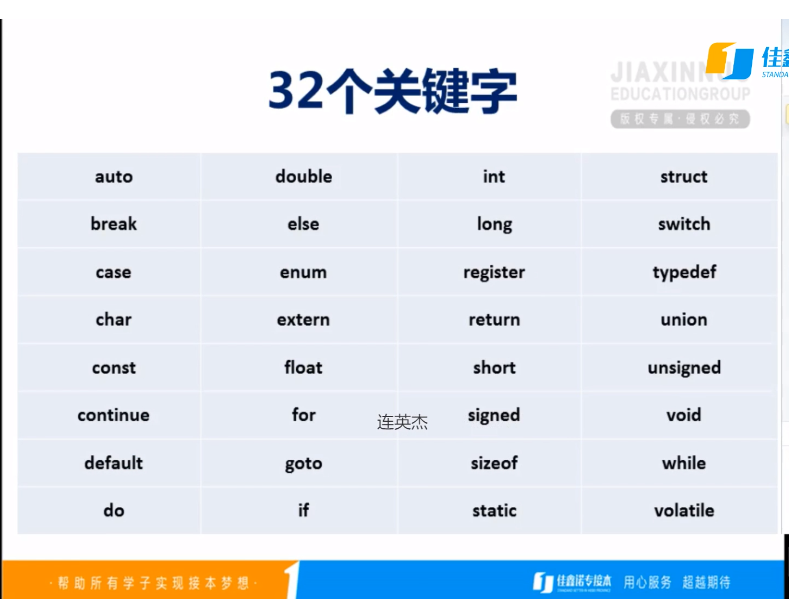 佳鑫
STANDA
32个关键字
JIAXINN
EDUCATIONGROUP
版权专属·侵权必究
auto double int struct
break else long switch
case enum register typedef
char extern return union
const float short unsigned
continue for signed void
连英杰
default goto sizeof while
do if static volatile
·帮助所有学子实现接本梦想·
佳鑫诺专接本 用心服务 超越期待